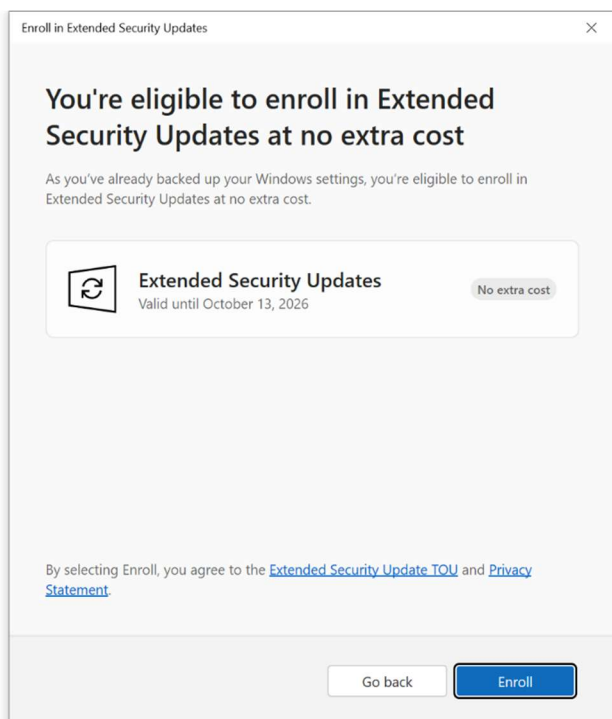 Enroll in Extended Security Updates
You're eligible to enroll in Extended
Security Updates at no extra cost
As you've already backed up your Windows settings, you're eligible to enroll in
Extended Security Updates at no extra cost.
Extended Security Updates
Valid until October 13, 2026
No extra cost
By selecting Enroll, you agree to the Extended Security Update TOU and Privacy
Statement.
Go back
Enroll